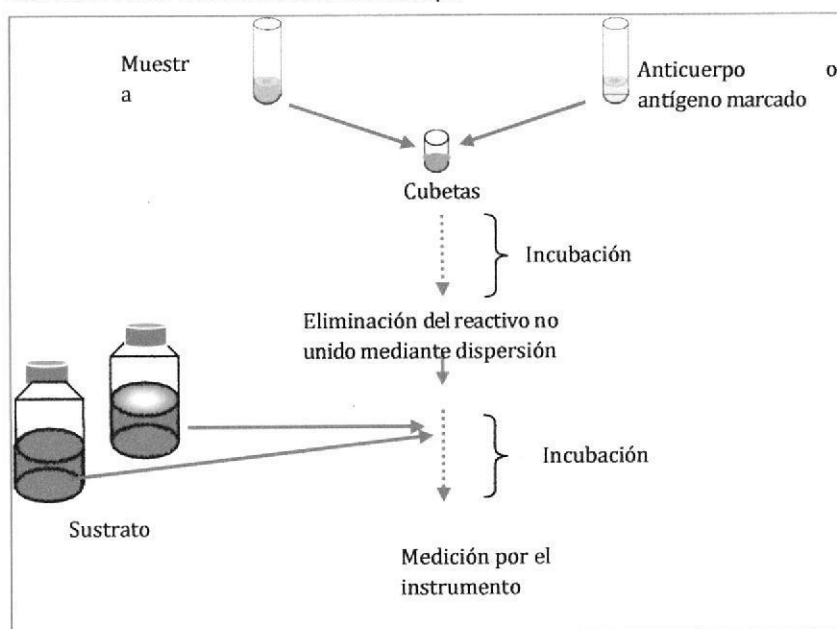 Muestr
a
Anticuerpo o
antígeno marcado
Cubetas
Incubación
Eliminación del reactivo no
unido mediante dispersión
Incubación
Sustrato
Medición por el
instrumento